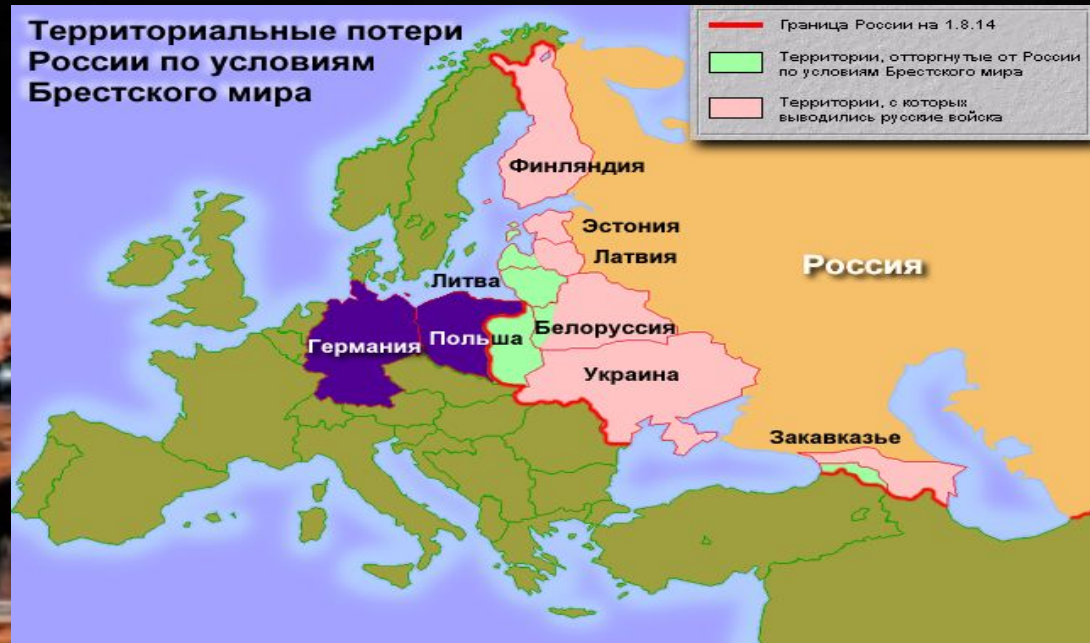 Территориальные потери
России по условиям
Брестского мира
Граница России на 1.8.14
Территории, отторгнутые от России
по условиям Брестского мира
Территории, с которых
выводились русские войска
Финляндия
Эстония
Латвия
Литва
Россия
Белоруссия
Германия
Польша
Украина
Закавказье